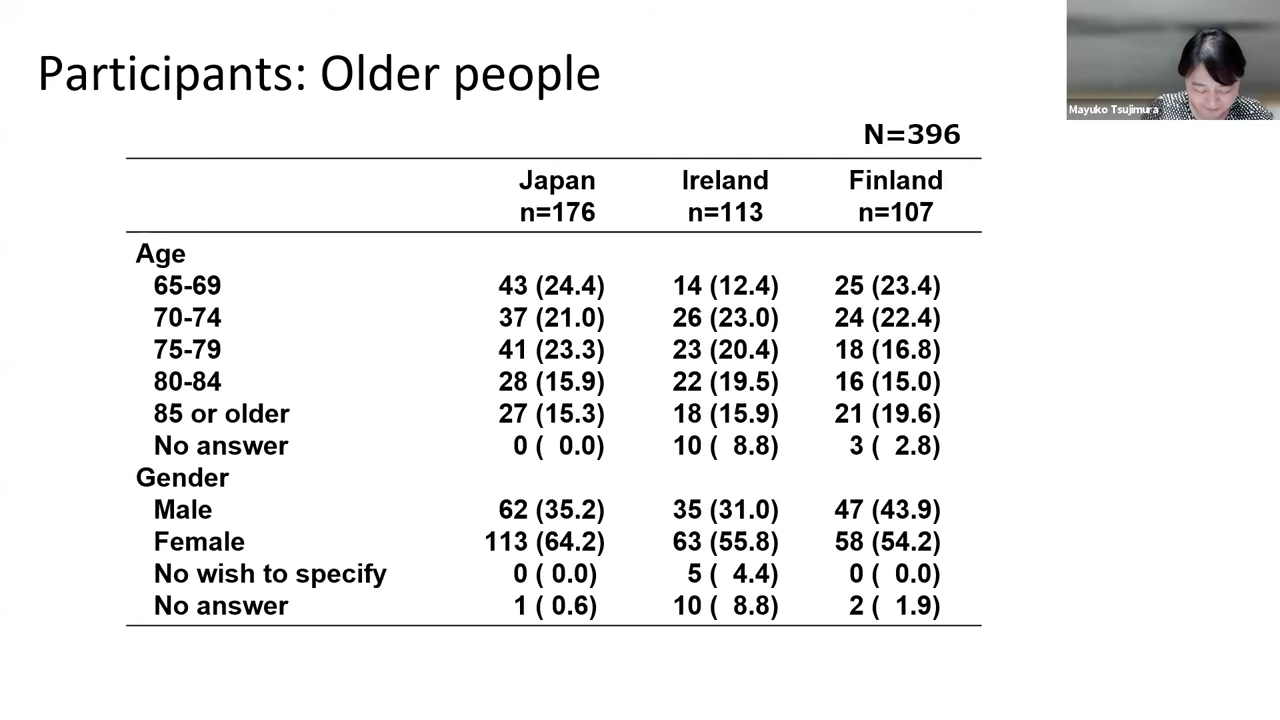 Participants: Older people
Mayuko Tsujimura
N=396
Japan Ireland Finland
n=176 n=113 n=107
Age
65-69 43 (24.4) 14 (12.4) 25 (23.4)
70-74 37 (21.0) 26 (23.0) 24 (22.4)
75-79 41 (23.3) 23 (20.4) 18 (16.8)
80-84 28 (15.9) 22 (19.5) 16 (15.0)
85 or older 27 (15.3) 18 (15.9) 21 (19.6)
No answer 0 ( 0.0) 10 ( 8.8) 3 ( 2.8)
Gender
Male 62 (35.2) 35 (31.0) 47 (43.9)
Female 113 (64.2) 63 (55.8) 58 (54.2)
No wish to specify 0 ( 0.0) 5 ( 4.4) 0 ( 0.0)
No answer 1 ( 0.6) 10 ( 8.8) 2 ( 1.9)